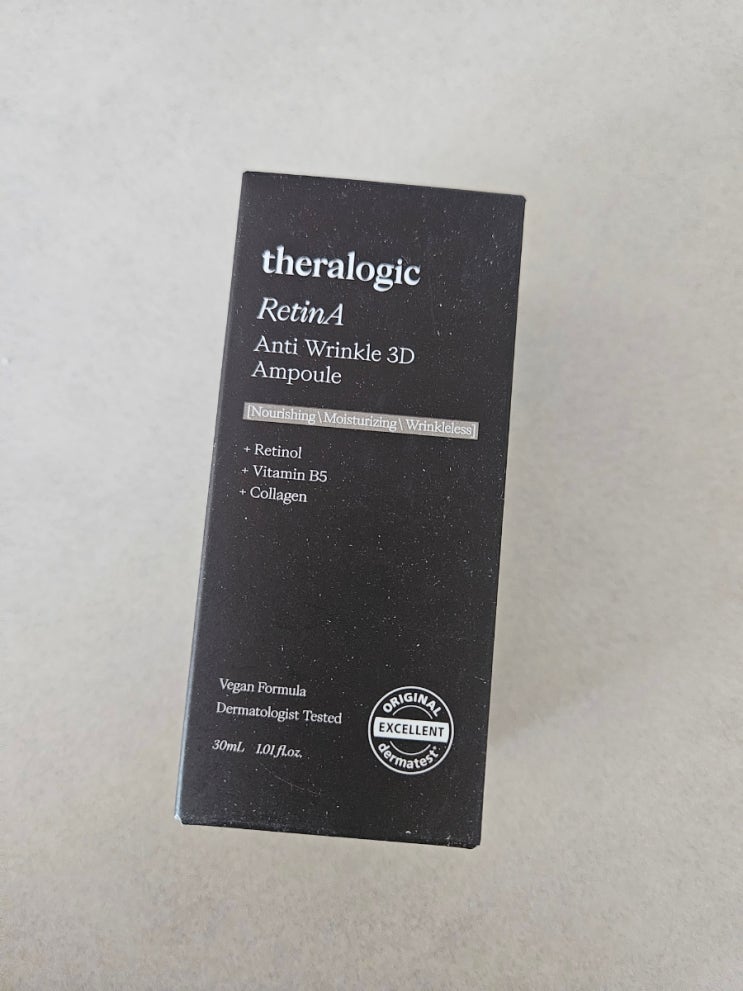 theralogic
RetinA
Anti Wrinkle 3D
Ampoule
[Nourishing \ Moisturizing \ Wrinkleless]
+ Retinol
+ Vitamin B5
+ Collagen
Vegan Formula
Dermatologist Tested
30mL 1.01 fl.oz.
ORIGINAL
EXCELLENT
dermatest®